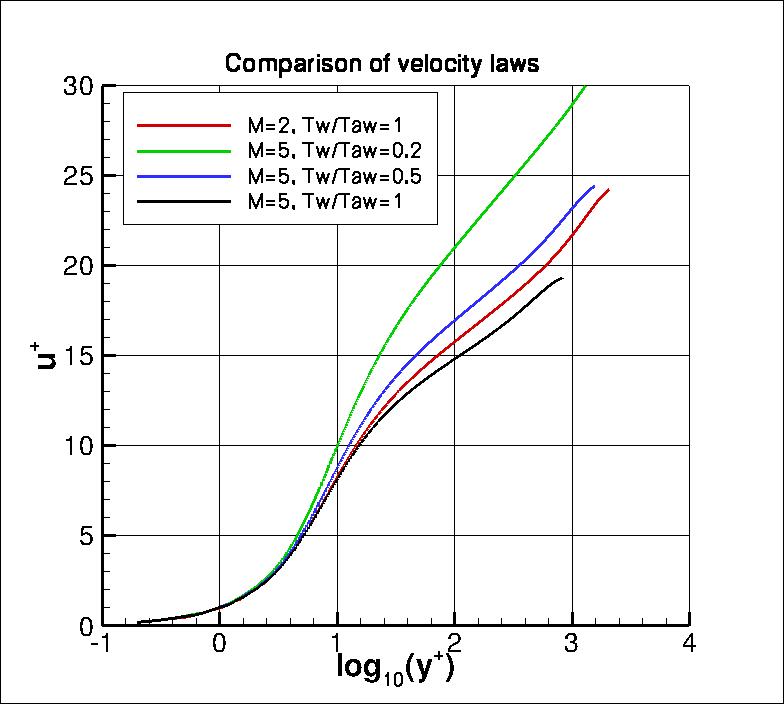 Comparison of velocity laws
30
M=2, Tw/Taw=1
M=5, Tw/Taw=0.2
M=5, Tw/Taw=0.5
M=5, Tw/Taw=1
25
20
15
u+
10
5
0
-1 0 1 2 3 4
log10(y+)